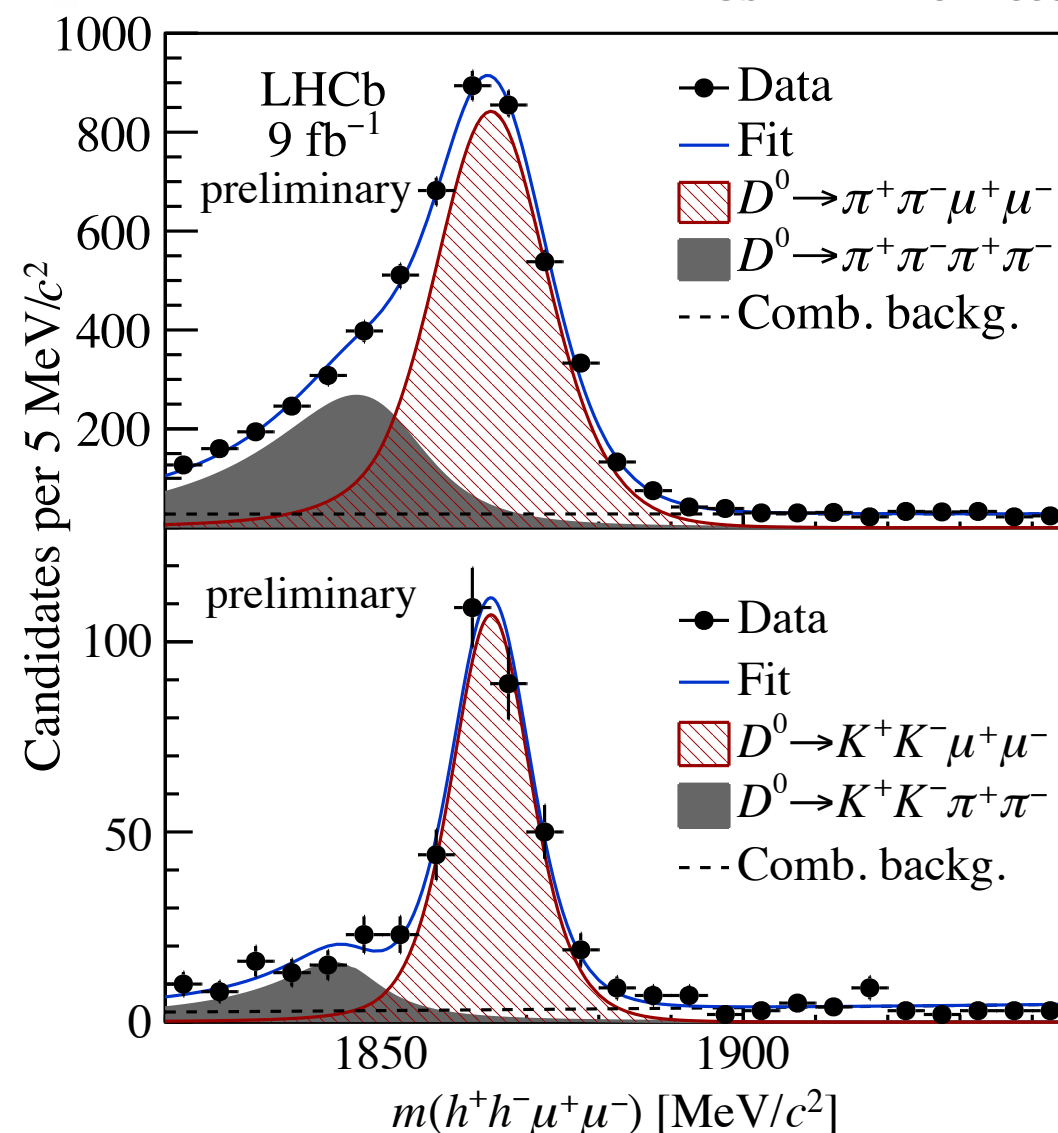 1000
800
600
400
200
LHCb
9 fb⁻¹
preliminary
Data
Fit
D⁰→π⁺π⁻μ⁺μ⁻
D⁰→π⁺π⁻π⁺π⁻
Comb. backg.
Candidates per 5 MeV/c²
preliminary
100
50
0
Data
Fit
D⁰→K⁺K⁻μ⁺μ⁻
D⁰→K⁺K⁻π⁺π⁻
Comb. backg.
1850 1900
m(h⁺h⁻μ⁺μ⁻) [MeV/c²]